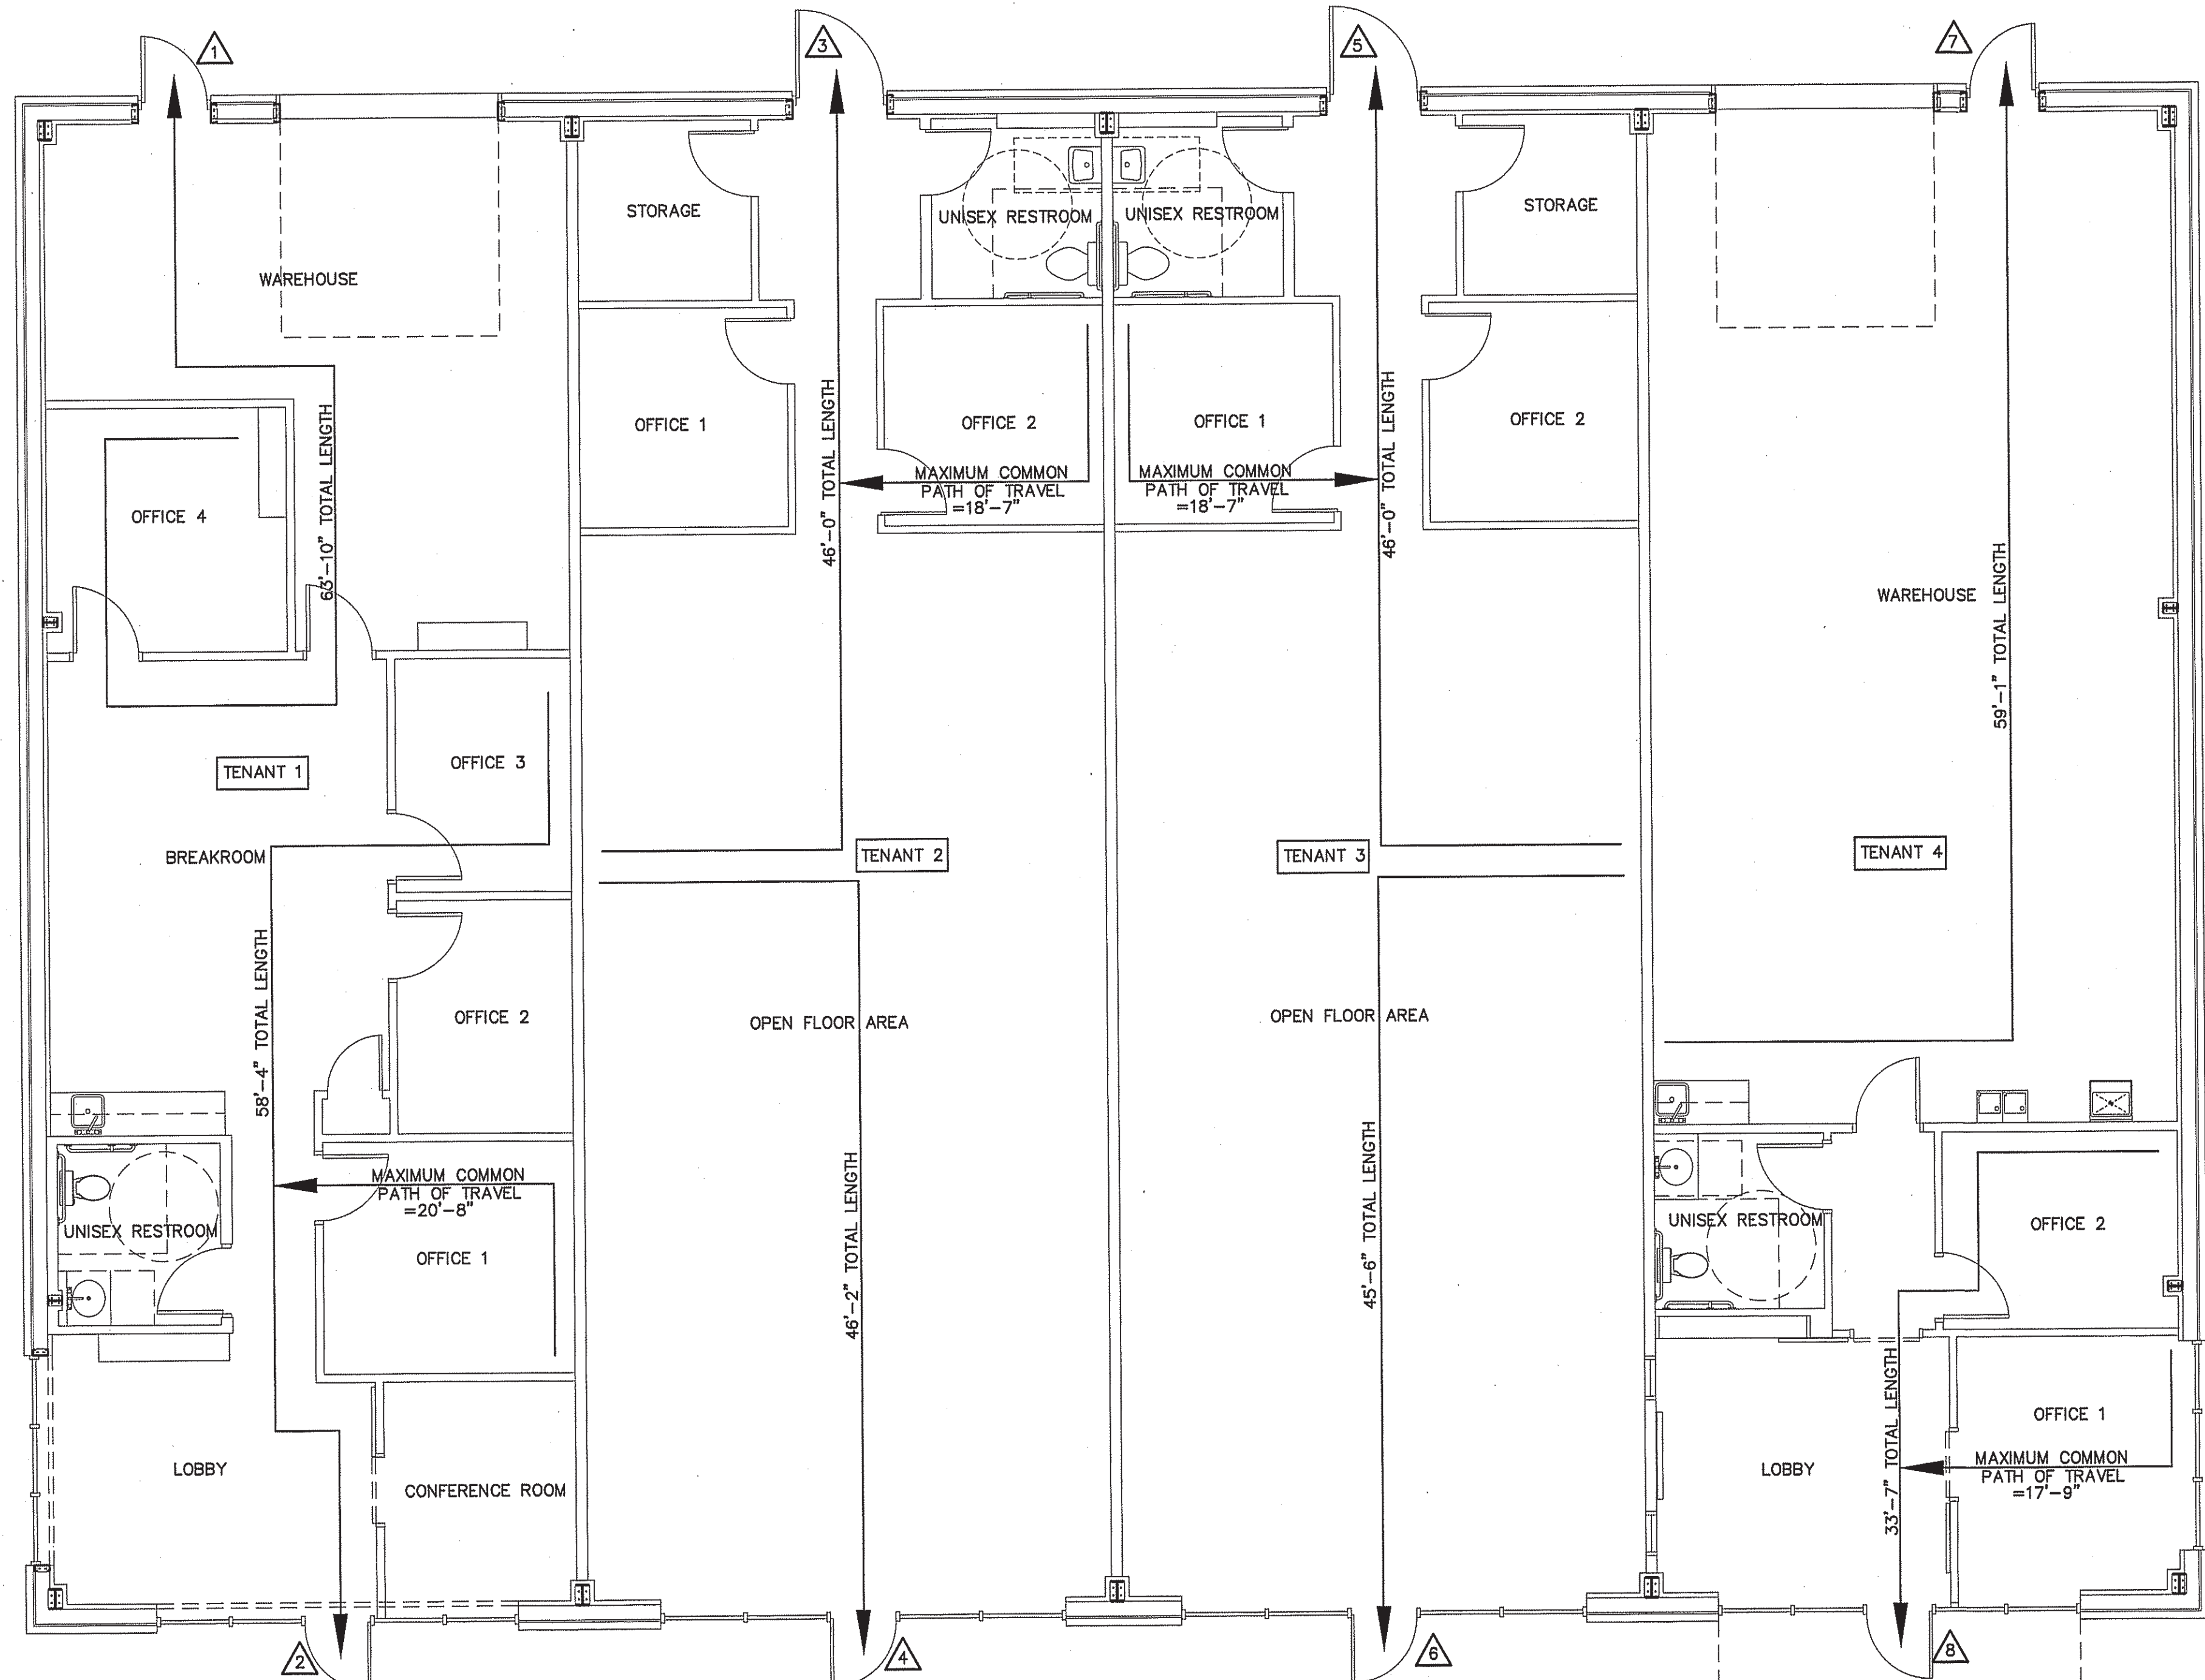 1
3
5
7
STORAGE
UNISEX RESTROOM
UNISEX RESTROOM
STORAGE
WAREHOUSE
OFFICE 1
OFFICE 2
OFFICE 1
OFFICE 2
63'-10" TOTAL LENGTH
46'-0" TOTAL LENGTH
MAXIMUM COMMON
PATH OF TRAVEL
=18'-7"
MAXIMUM COMMON
PATH OF TRAVEL
=18'-7"
46'-0" TOTAL LENGTH
OFFICE 4
WAREHOUSE
59'-1" TOTAL LENGTH
TENANT 1
OFFICE 3
BREAKROOM
TENANT 2
TENANT 3
TENANT 4
58'-4" TOTAL LENGTH
OFFICE 2
OPEN FLOOR AREA
OPEN FLOOR AREA
MAXIMUM COMMON
PATH OF TRAVEL
=20'-8"
46'-2" TOTAL LENGTH
45'-6" TOTAL LENGTH
UNISEX RESTROOM
OFFICE 1
UNISEX RESTROOM
OFFICE 2
LOBBY
CONFERENCE ROOM
LOBBY
33'-7" TOTAL LENGTH
OFFICE 1
MAXIMUM COMMON
PATH OF TRAVEL
=17'-9"
2
4
6
8